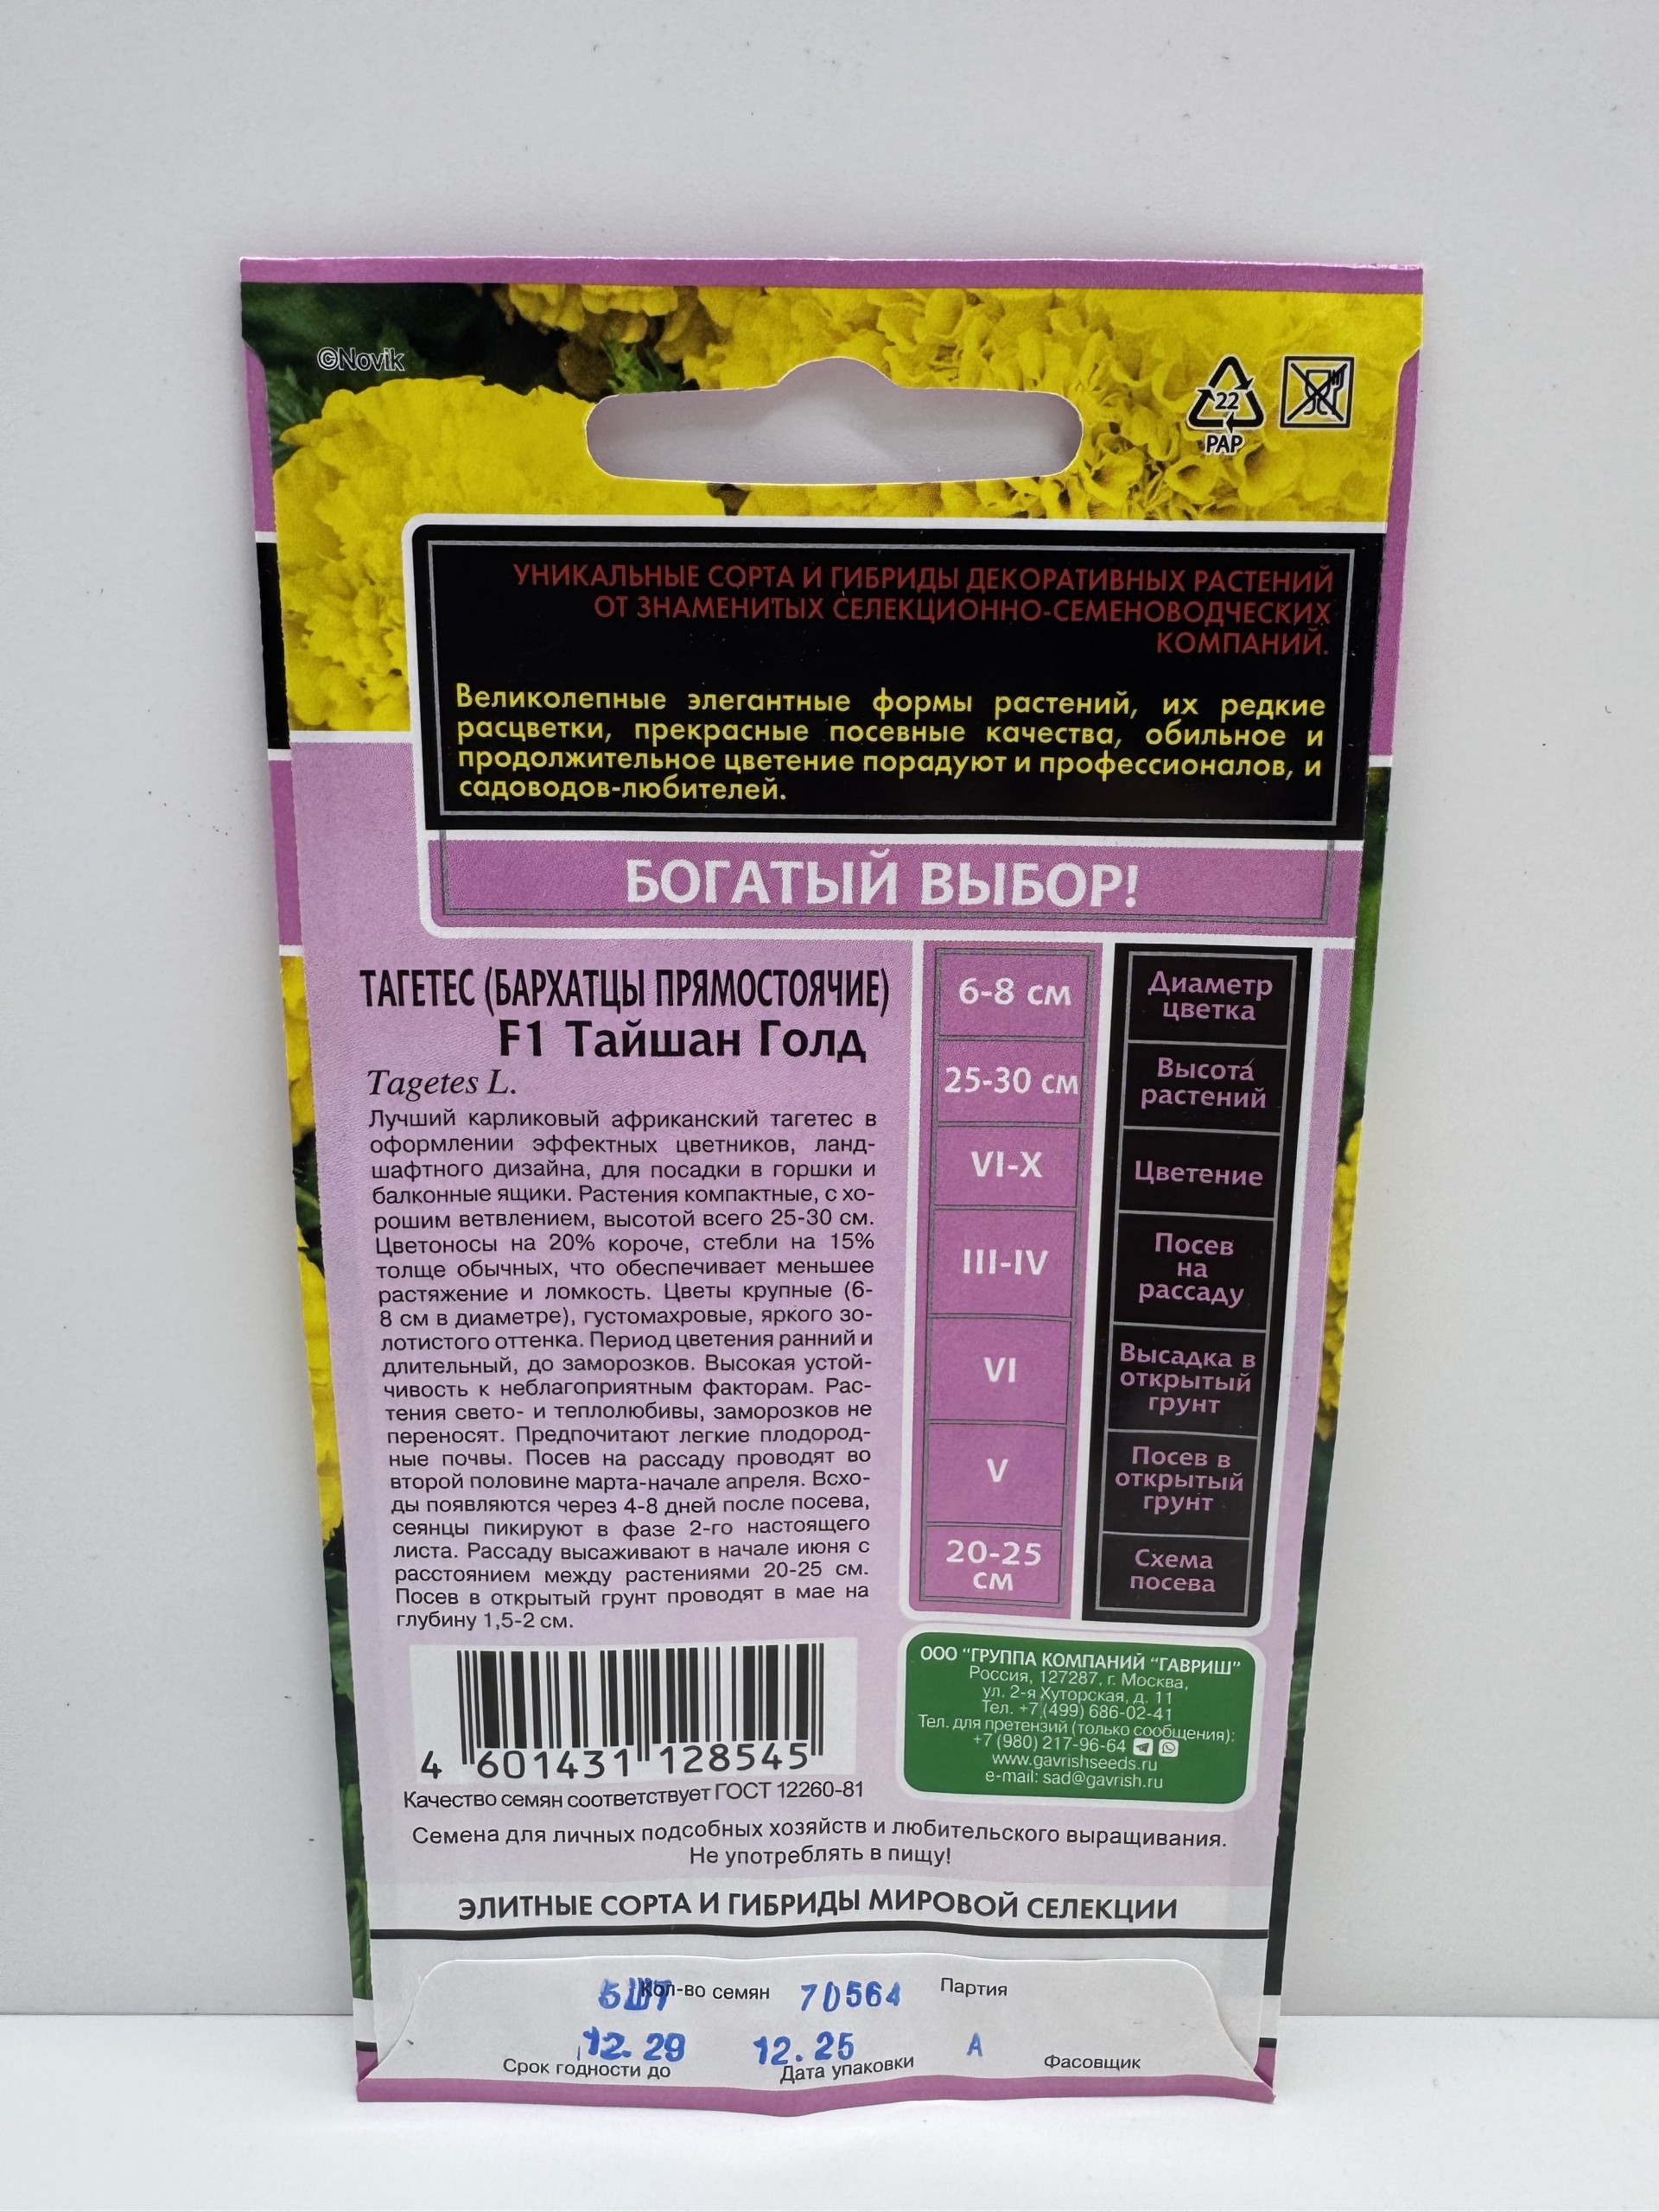 ©Novik
22
PAP
УНИКАЛЬНЫЕ СОРТА И ГИБРИДЫ ДЕКОРАТИВНЫХ РАСТЕНИЙ
ОТ ЗНАМЕНИТЫХ СЕЛЕКЦИОННО-СЕМЕНОВОДЧЕСКИХ
КОМПАНИЙ.
Великолепные элегантные формы растений, их редкие
расцветки, прекрасные посевные качества, обильное и
продолжительное цветение порадуют и профессионалов, и
садоводов-любителей.
БОГАТЫЙ ВЫБОР!
ТАГЕТЕС (БАРХАТЦЫ ПРЯМОСТОЯЧИЕ)
F1 Тайшан Голд
Tagetes L.
Лучший карликовый африканский тагетес в
оформлении эффектных цветников, ланд-
шафтного дизайна, для посадки в горшки и
балконные ящики. Растения компактные, с хо-
рошим ветвлением, высотой всего 25-30 см.
Цветоносы на 20% короче, стебли на 15%
толще обычных, что обеспечивает меньшее
растяжение и ломкость. Цветы крупные (6-
8 см в диаметре), густомахровые, яркого зо-
лотистого оттенка. Период цветения ранний и
длительный, до заморозков. Высокая устой-
чивость к неблагоприятным факторам. Рас-
тения свето- и теплолюбивы, заморозков не
переносят. Предпочитают легкие плодород-
ные почвы. Посев на рассаду проводят во
второй половине марта-начале апреля. Всхо-
ды появляются через 4-8 дней после посева,
сеянцы пикируют в фазе 2-го настоящего
листа. Рассаду высаживают в начале июня с
расстоянием между растениями 20-25 см.
Посев в открытый грунт проводят в мае на
глубину 1,5-2 см.
6-8 см
Диаметр
цветка
25-30 см
Высота
растений
VI-X
Цветение
III-IV
Посев
на
рассаду
VI
Высадка в
открытый
грунт
V
Посев в
открытый
грунт
20-25
см
Схема
посева
4 601431 128545
Качество семян соответствует ГОСТ 12260-81
ООО "ГРУППА КОМПАНИЙ "ГАВРИШ"
Россия, 127287, г. Москва,
ул. 2-я Хуторская, д. 11
Тел. +7 (499) 686-02-41
Тел. для претензий (только сообщения):
+7 (980) 217-96-64
www.gavrishseeds.ru
e-mail: sad@gavrish.ru
Семена для личных подсобных хозяйств и любительского выращивания.
Не употреблять в пищу!
ЭЛИТНЫЕ СОРТА И ГИБРИДЫ МИРОВОЙ СЕЛЕКЦИИ
5ШТ Кол-во семян 70564 Партия
12.29 12.25 А
Срок годности до Дата упаковки Фасовщик